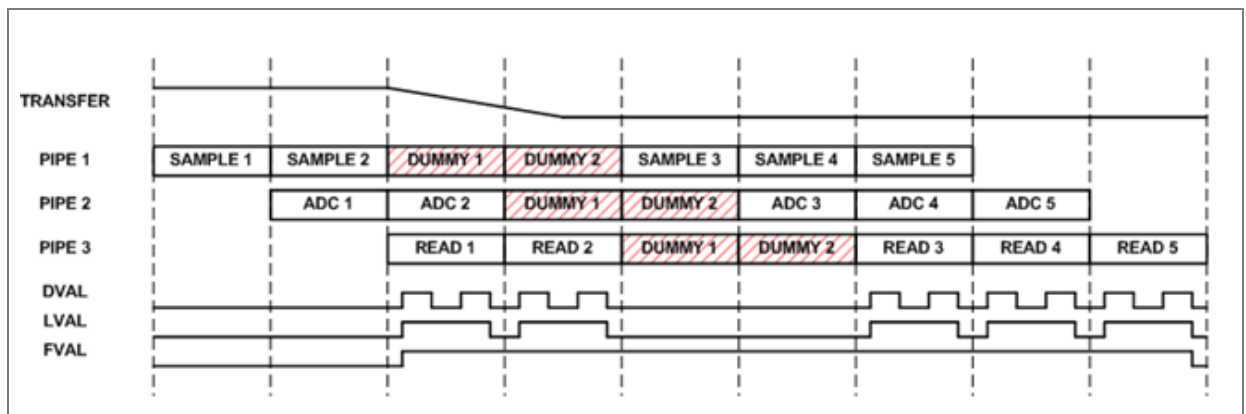 TRANSFER
PIPE 1 SAMPLE 1 SAMPLE 2 DUMMY 1 DUMMY 2 SAMPLE 3 SAMPLE 4 SAMPLE 5
PIPE 2 ADC 1 ADC 2 DUMMY 1 DUMMY 2 ADC 3 ADC 4 ADC 5
PIPE 3 READ 1 READ 2 DUMMY 1 DUMMY 2 READ 3 READ 4 READ 5
DVAL
LVAL
FVAL